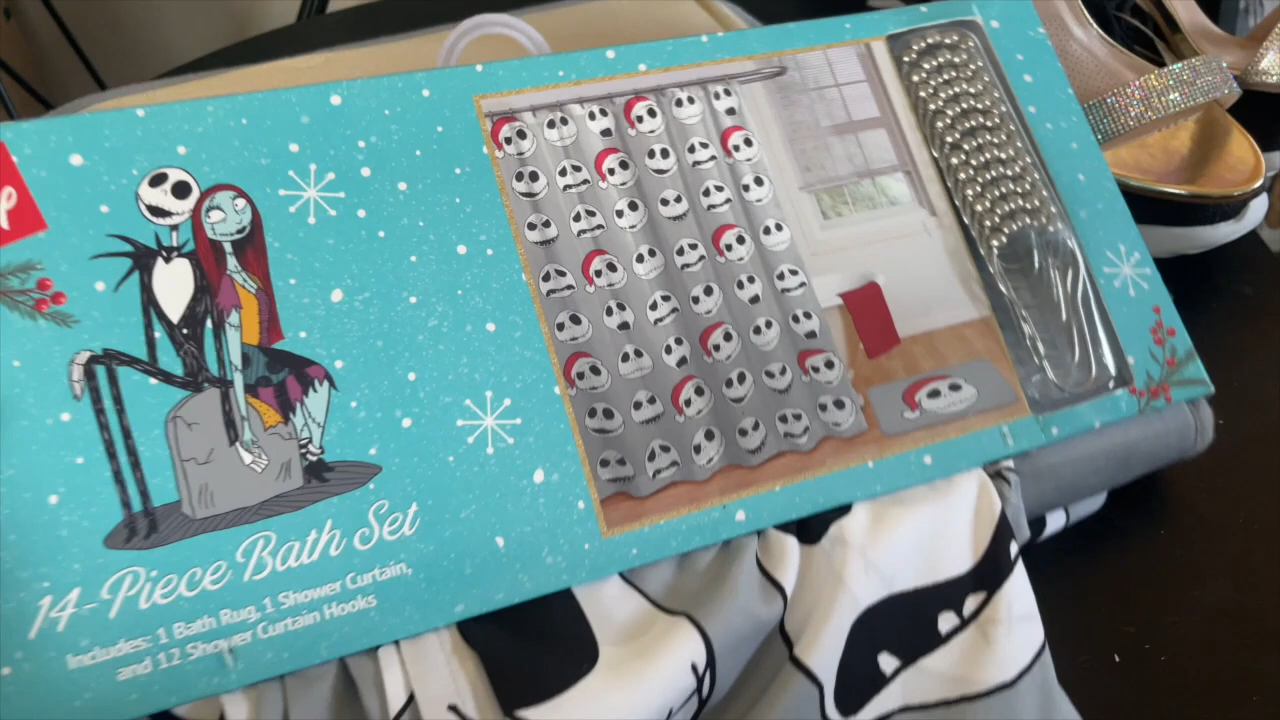 14-Piece Bath Set
Includes: 1 Bath Rug, 1 Shower Curtain,
and 12 Shower Curtain Hooks